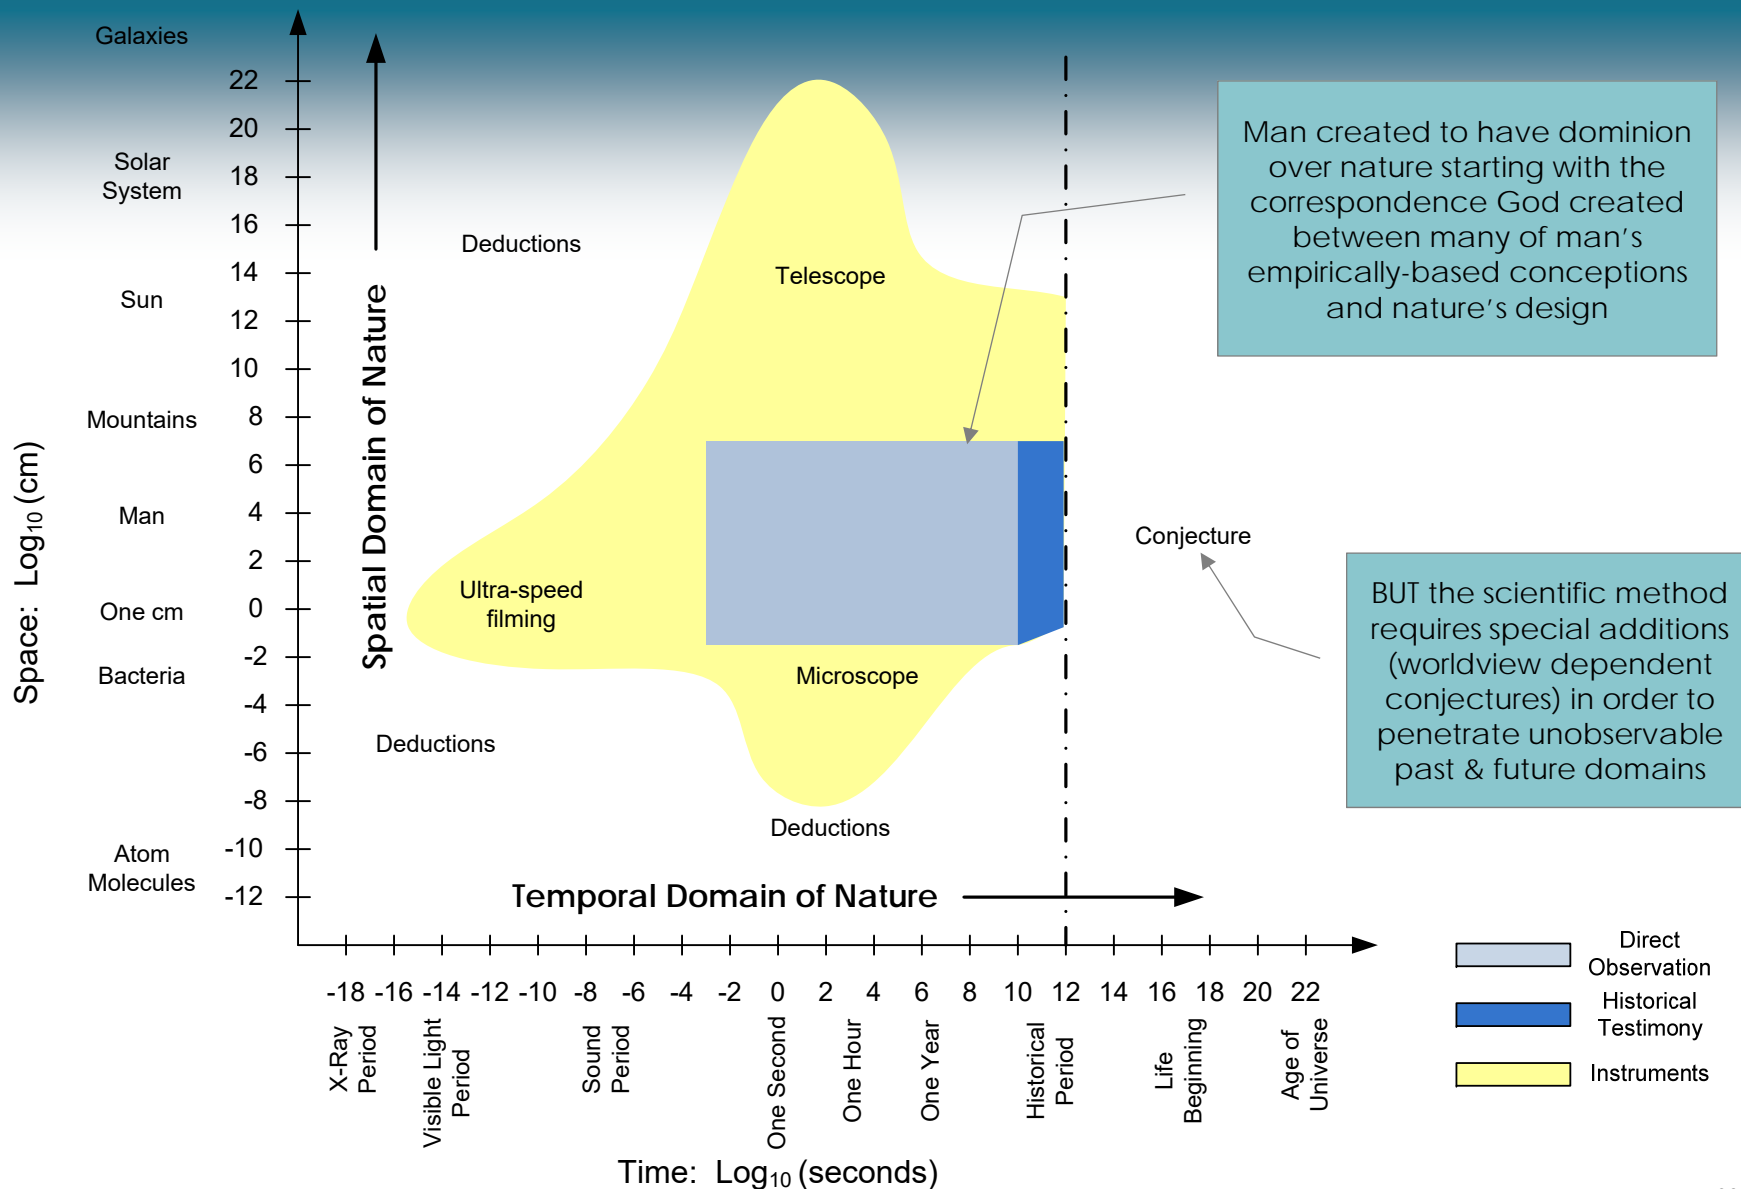 Galaxies
22
20
Solar
System
18
16
14
Sun
12
10
Mountains
8
6
Man
4
2
One cm
0
-2
Bacteria
-4
-6
-8
-10
Atom
Molecules
-12
Space: Log10 (cm)
Spatial Domain of Nature
Deductions
Telescope
Ultra-speed
filming
Microscope
Deductions
Deductions
Conjecture
Man created to have dominion
over nature starting with the
correspondence God created
between many of man's
empirically-based conceptions
and nature's design
BUT the scientific method
requires special additions
(worldview dependent
conjectures) in order to
penetrate unobservable
past & future domains
Temporal Domain of Nature
-18 -16 -14 -12 -10 -8 -6 -4 -2 0 2 4 6 8 10 12 14 16 18 20 22
X-Ray
Period
Visible Light
Period
Sound
Period
One Second
One Hour
One Year
Historical
Period
Life
Beginning
Age of
Universe
Time: Log10 (seconds)
Direct
Observation
Historical
Testimony
Instruments